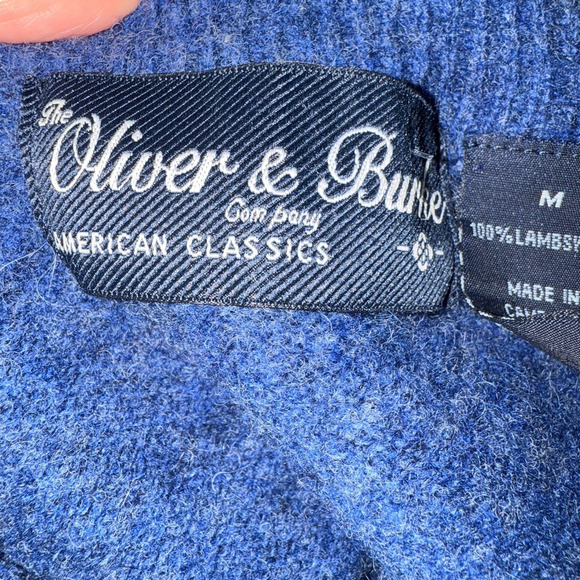 The
Oliver & Burke
Company
AMERICAN CLASSICS
M
100% LAMBS
MADE IN